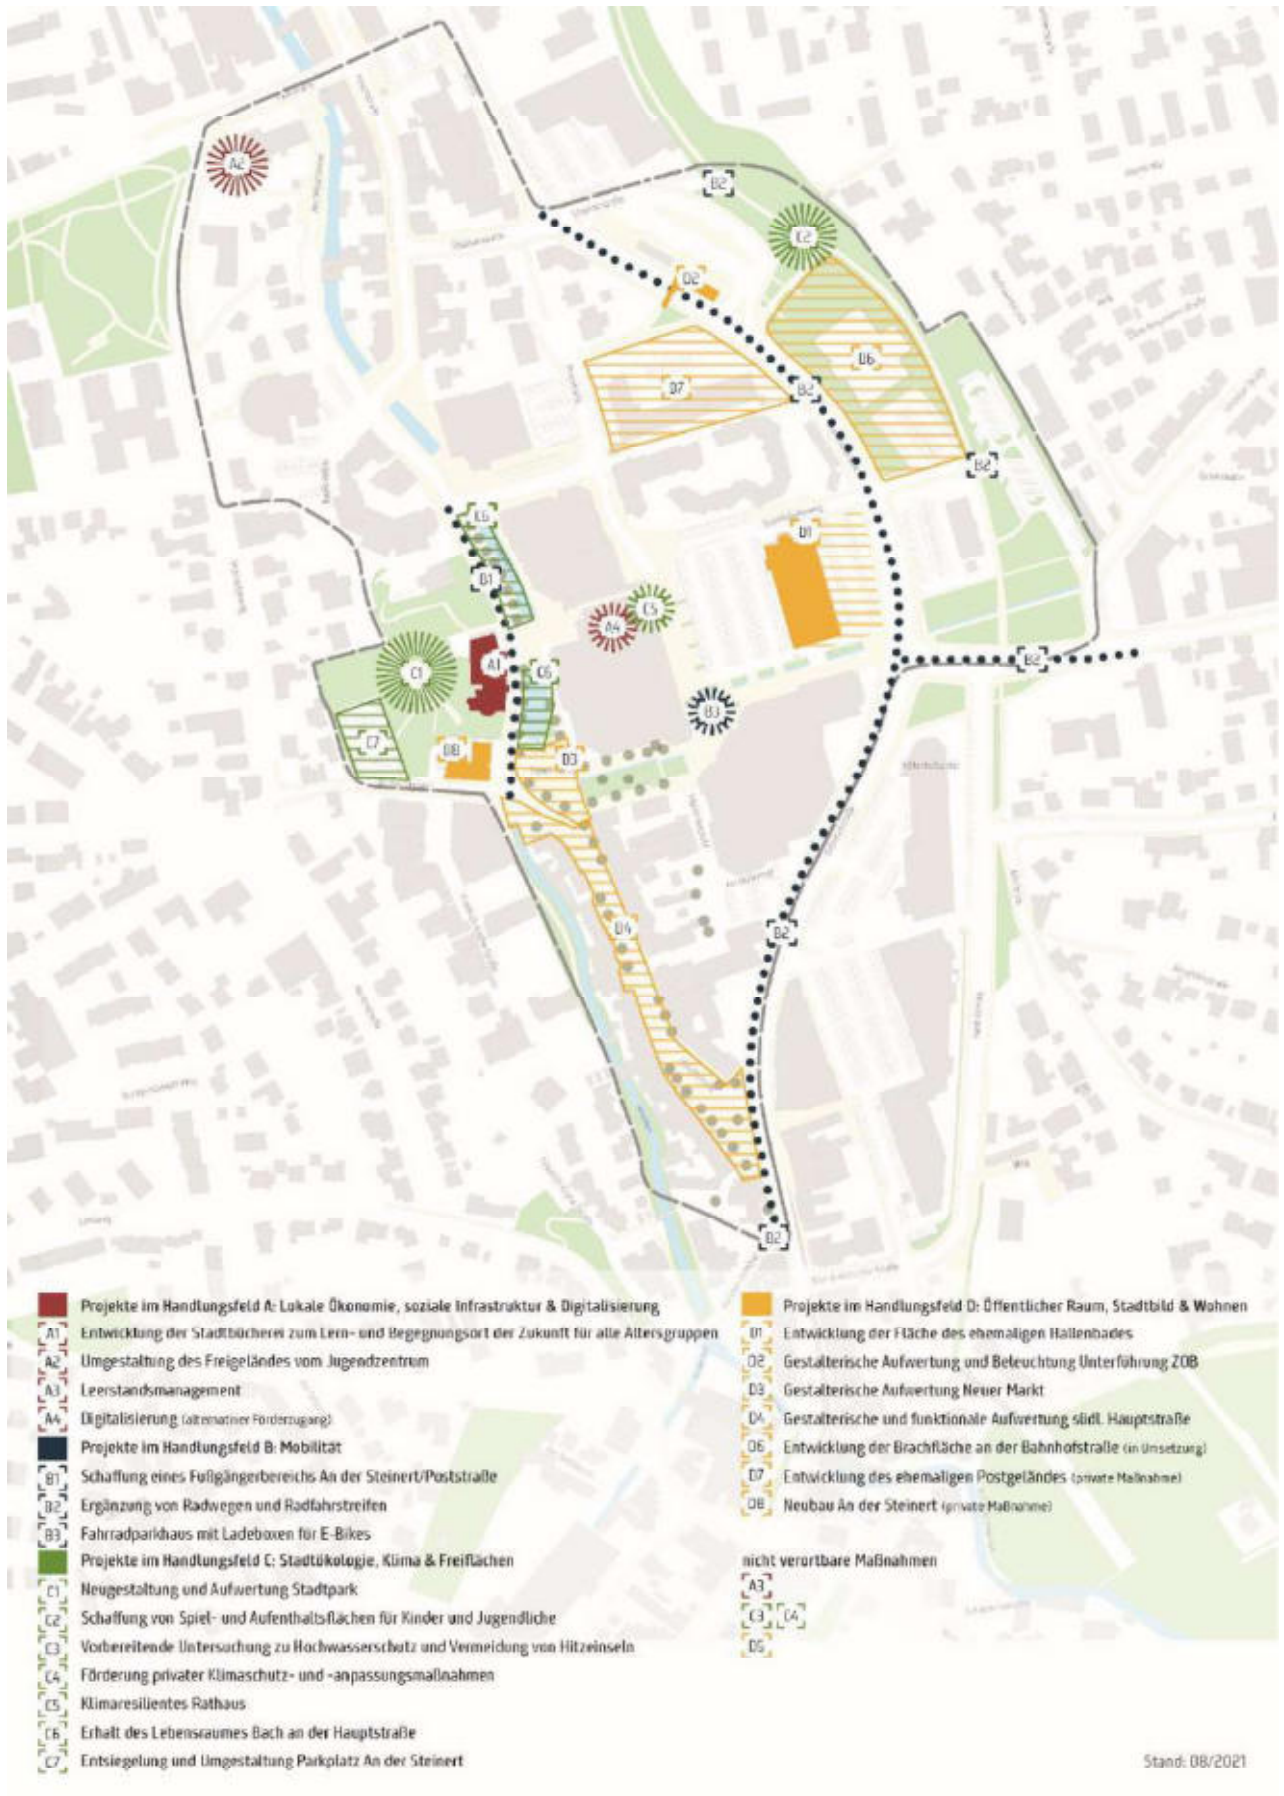 A2
B2
C2
D2
D6
D7
B2
B2
C6
D1
B1
C5
A4
A1
B2
C1
C6
B3
C7
D8
D3
D4
B2
B2
Projekte im Handlungsfeld A: Lokale Ökonomie, soziale Infrastruktur & Digitalisierung
A1 Entwicklung der Stadtbücherei zum Lern- und Begegnungsort der Zukunft für alle Altersgruppen
A2 Umgestaltung des Freigeländes vom Jugendzentrum
A3 Leerstandsmanagement
A4 Digitalisierung (alternativer Förderzugang)
Projekte im Handlungsfeld B: Mobilität
B1 Schaffung eines Fußgängerbereichs An der Steinert/Poststraße
B2 Ergänzung von Radwegen und Radfahrstreifen
B3 Fahrradparkhaus mit Ladeboxen für E-Bikes
Projekte im Handlungsfeld C: Stadtökologie, Klima & Freiflächen
C1 Neugestaltung und Aufwertung Stadtpark
C2 Schaffung von Spiel- und Aufenthaltsflächen für Kinder und Jugendliche
C3 Vorbereitende Untersuchung zu Hochwasserschutz und Vermeidung von Hitzeinseln
C4 Förderung privater Klimaschutz- und -anpassungsmaßnahmen
C5 Klimaresilientes Rathaus
C6 Erhalt des Lebensraumes Bach an der Hauptstraße
C7 Entsiegelung und Umgestaltung Parkplatz An der Steinert
Projekte im Handlungsfeld D: Öffentlicher Raum, Stadtbild & Wohnen
D1 Entwicklung der Fläche des ehemaligen Hallenbades
D2 Gestalterische Aufwertung und Beleuchtung Unterführung ZOB
D3 Gestalterische Aufwertung Neuer Markt
D4 Gestalterische und funktionale Aufwertung südl. Hauptstraße
D6 Entwicklung der Brachfläche an der Bahnhofstraße (in Umsetzung)
D7 Entwicklung des ehemaligen Postgeländes (private Maßnahme)
D8 Neubau An der Steinert (private Maßnahme)
nicht verortbare Maßnahmen
A3
C3 C4
D5
Stand: 08/2021